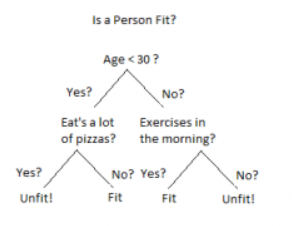 Is a Person Fit?
Age < 30 ?
Yes?
No?
Eat's a lot
of pizzas?
Exercises in
the morning?
Yes?
No?
Yes?
No?
Unfit!
Fit
Fit
Unfit!